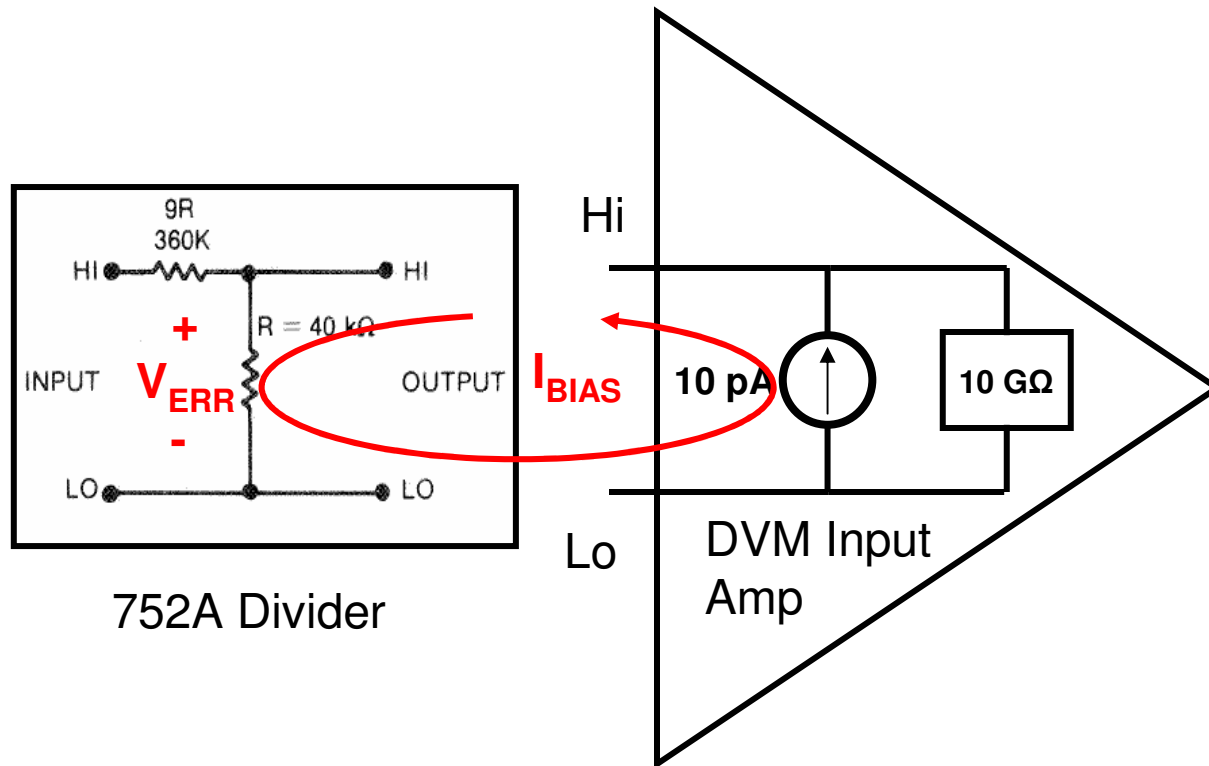 9R
360K
HI
HI
+
R = 40 kΩ
INPUT
VERR
OUTPUT
-
LO
LO
752A Divider
Hi
IBIAS
10 pA
10 GΩ
Lo
DVM Input
Amp